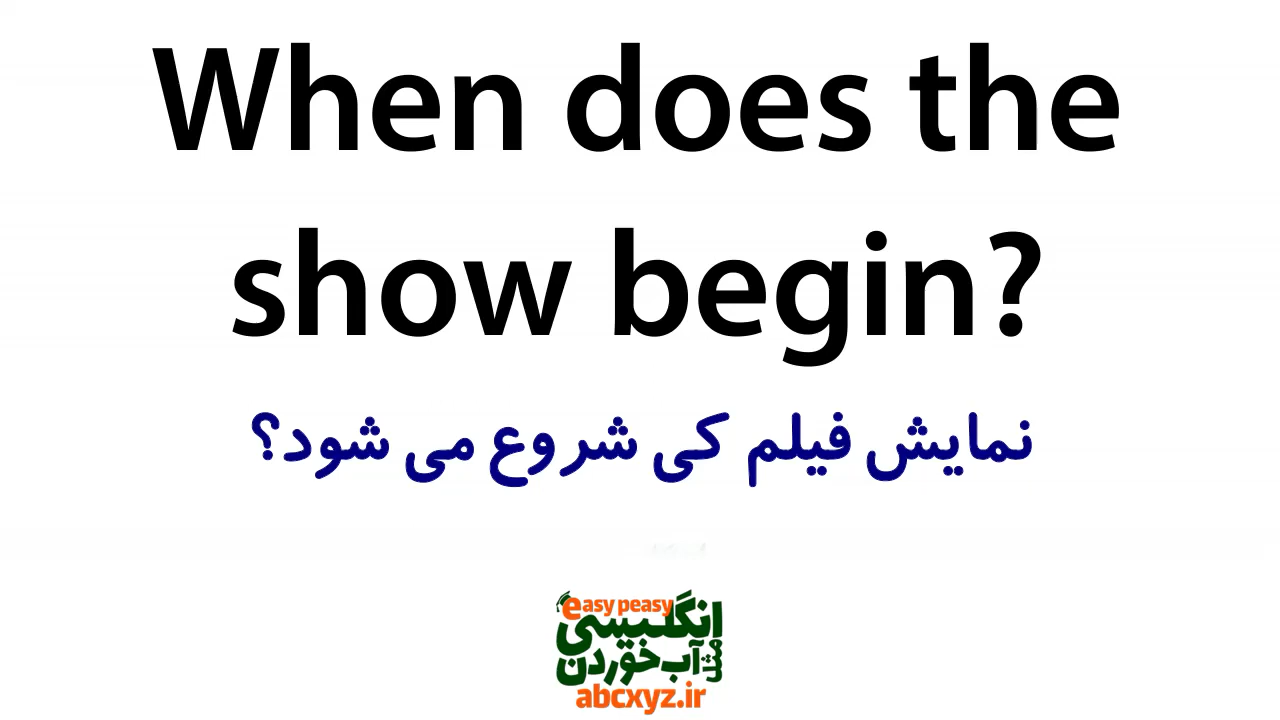 When does the
show begin?
نمایش فیلم کی شروع می شود؟
easy peasy
انگلیسی
مثل آب خوردن
abcxyz.ir